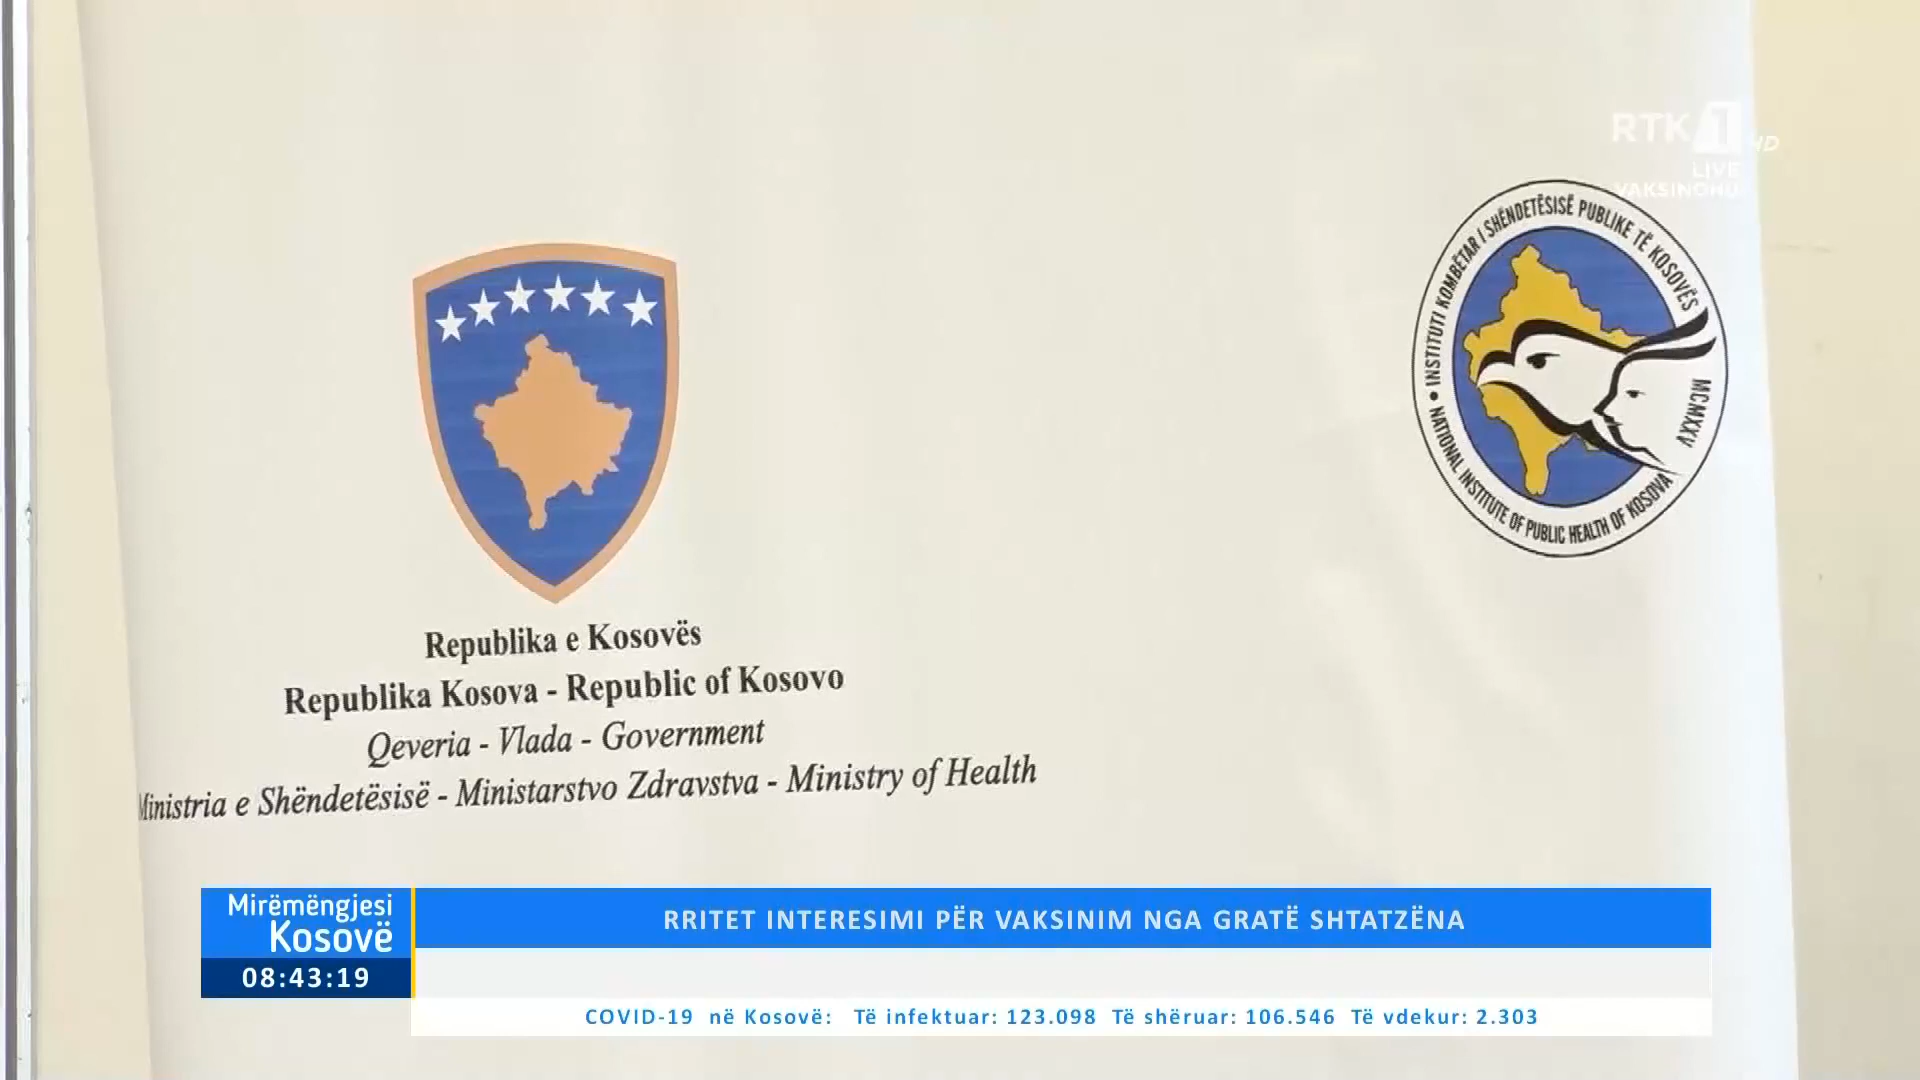 RTK 1 HD
LIVE
VAKSINOHU
INSTITUTI KOMBËTAR I SHËNDETËSISË PUBLIKE TË KOSOVËS
MCMXXV
NATIONAL INSTITUTE OF PUBLIC HEALTH OF KOSOVA
Republika e Kosovës
Republika Kosova - Republic of Kosovo
Qeveria - Vlada - Government
Ministria e Shëndetësisë - Ministarstvo Zdravstva - Ministry of Health
Mirëmëngjesi
Kosovë
08:43:19
RRITET INTERESIMI PËR VAKSINIM NGA GRATË SHTATZËNA
COVID-19 në Kosovë: Të infektuar: 123.098 Të shëruar: 106.546 Të vdekur: 2.303